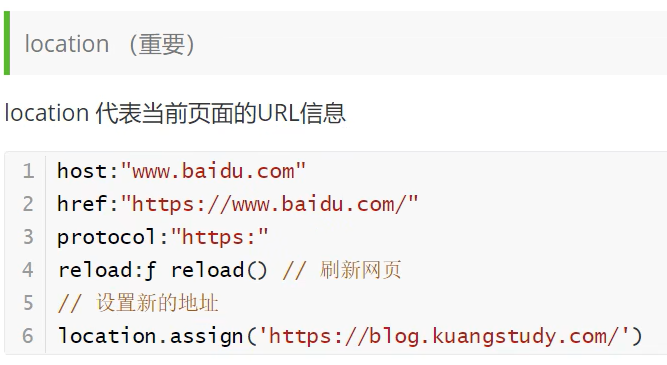 location （重要）
location 代表当前页面的URL信息
1 host:"www.baidu.com"
2 href:"https://www.baidu.com/"
3 protocol:"https:"
4 reload:ƒ reload() // 刷新网页
5 // 设置新的地址
6 location.assign('https://blog.kuangstudy.com/')